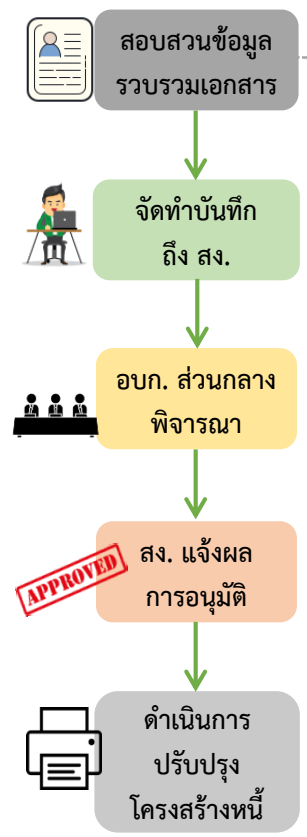 สอบสวนข้อมูล
รวบรวมเอกสาร
จัดทำบันทึก
ถึง สง.
อบก. ส่วนกลาง
พิจารณา
APPROVED
สง. แจ้งผล
การอนุมัติ
ดำเนินการ
ปรับปรุง
โครงสร้างหนี้